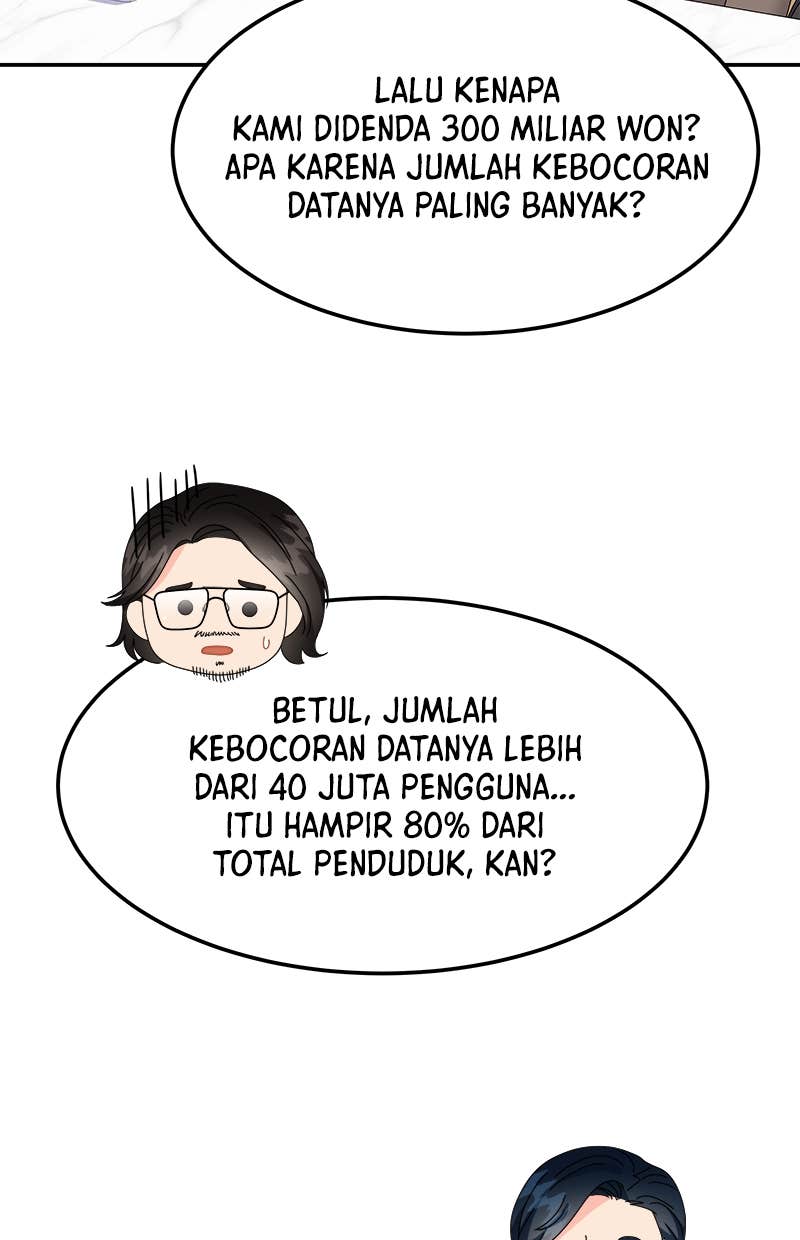 LALU KENAPA
KAMI DIDENDA 300 MILIAR WON?
APA KARENA JUMLAH KEBOCORAN
DATANYA PALING BANYAK?
BETUL, JUMLAH
KEBOCORAN DATANYA LEBIH
DARI 40 JUTA PENGGUNA...
ITU HAMPIR 80% DARI
TOTAL PENDUDUK, KAN?